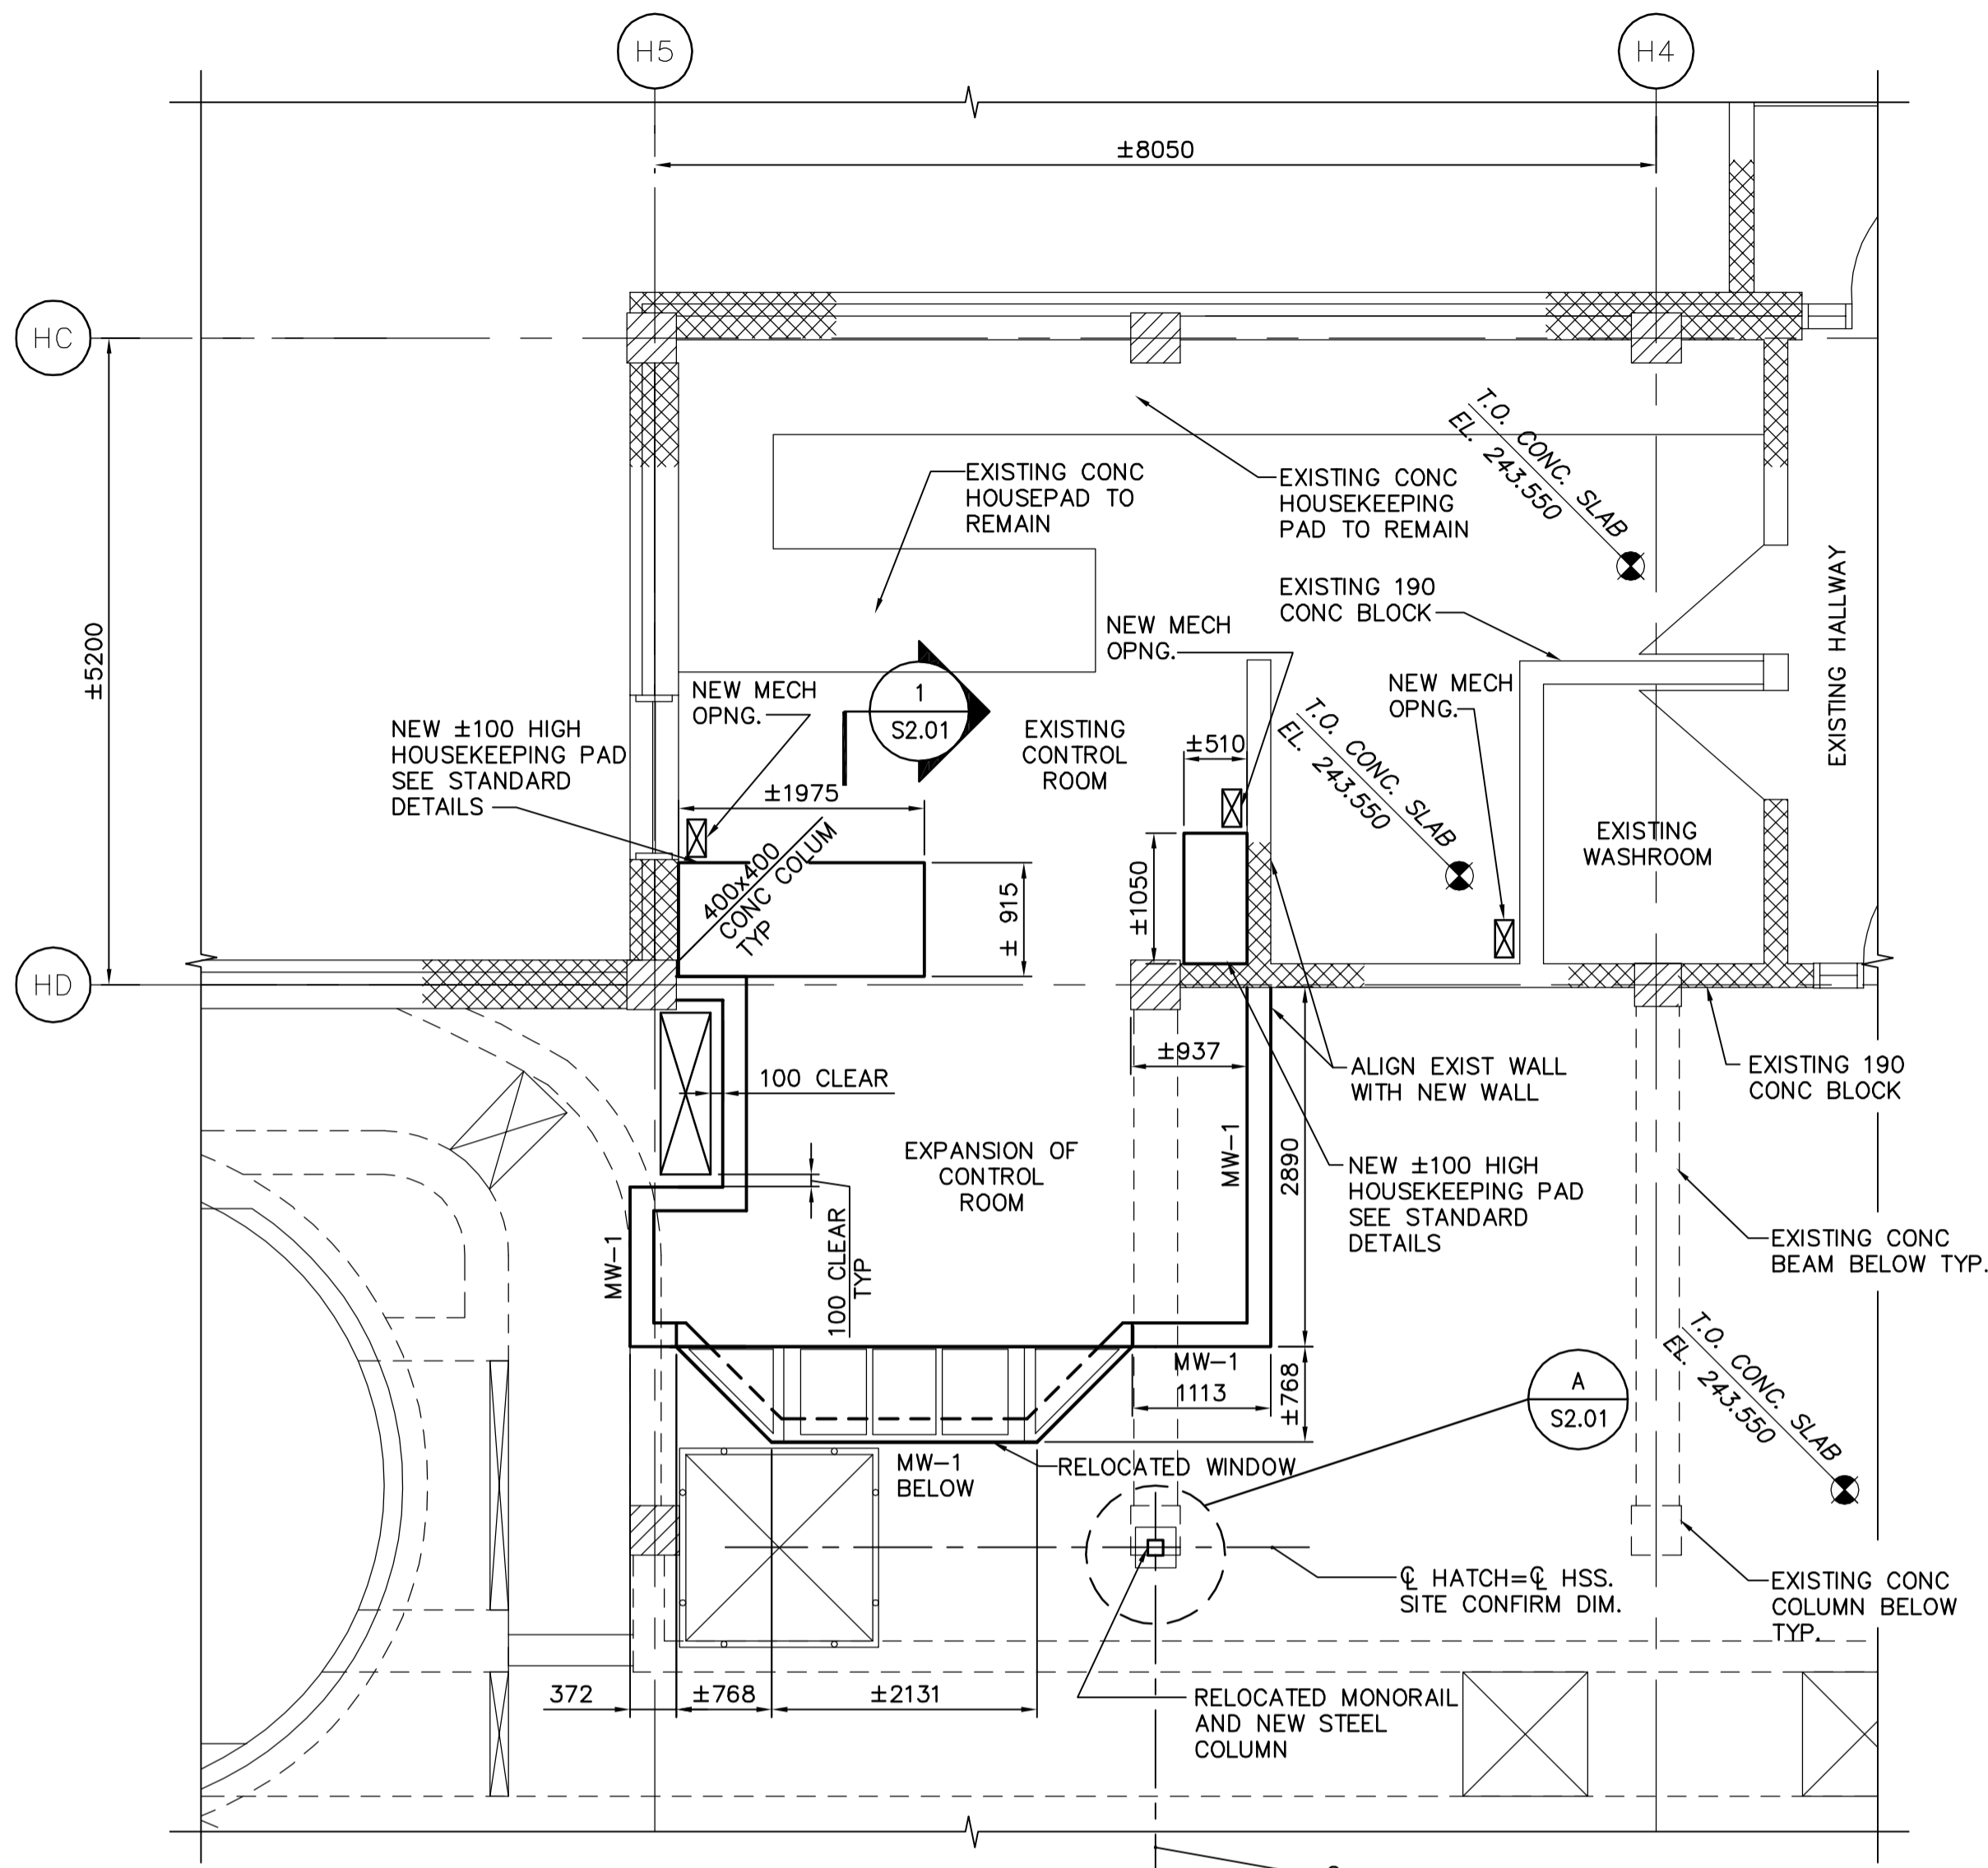 H5
H4
±8050
HC
T.O. CONC. SLAB
EL. 243.550
EXISTING CONC
HOUSEPAD TO
REMAIN
EXISTING CONC
HOUSEKEEPING
PAD TO REMAIN
EXISTING HALLWAY
EXISTING 190
CONC BLOCK
±5200
NEW MECH
OPNG.
NEW MECH
OPNG.
NEW MECH
OPNG.
1
S2.01
NEW ±100 HIGH
HOUSEKEEPING PAD
SEE STANDARD
DETAILS
EXISTING
CONTROL
ROOM
T.O. CONC. SLAB
EL. 243.550
±510
±1975
EXISTING
WASHROOM
400x400
CONC COLUM
TYP
± 915
±1050
HD
±937
100 CLEAR
ALIGN EXIST WALL
WITH NEW WALL
EXISTING 190
CONC BLOCK
EXPANSION OF
CONTROL
ROOM
MW-1
2890
NEW ±100 HIGH
HOUSEKEEPING PAD
SEE STANDARD
DETAILS
EXISTING CONC
BEAM BELOW TYP.
MW-1
100 CLEAR
TYP
T.O. CONC. SLAB
EL. 243.550
MW-1
1113
±768
A
S2.01
MW-1
BELOW
RELOCATED WINDOW
℄ HATCH=℄ HSS.
SITE CONFIRM DIM.
EXISTING CONC
COLUMN BELOW
TYP.
372
±768
±2131
RELOCATED MONORAIL
AND NEW STEEL
COLUMN